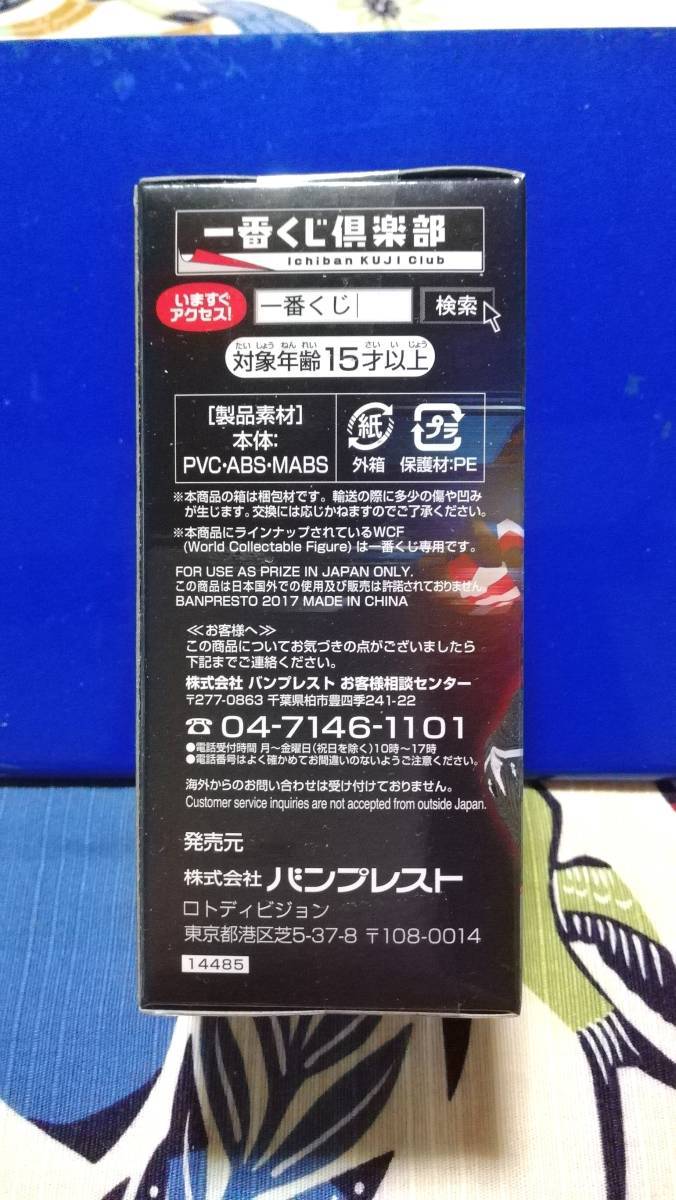 一番くじ倶楽部
Ichiban KUJI Club
いますぐ
アクセス!
一番くじ 検索
たいしょう ねんれい さい いじょう
対象年齢15才以上
[製品素材]
本体:
PVC・ABS・MABS
紙
外箱
プラ
保護材:PE
※本商品の箱は梱包材です。輸送の際に多少の傷や凹み
が生じます。交換には応じかねますのでご了承ください。
※本商品にラインナップされているWCF
(World Collectable Figure) は一番くじ専用です。
FOR USE AS PRIZE IN JAPAN ONLY.
この商品は日本国外での使用及び販売は許諾されておりません。
BANPRESTO 2017 MADE IN CHINA
≪お客様へ≫
この商品についてお気づきの点がございましたら
下記までご連絡ください。
株式会社 バンプレスト お客様相談センター
〒277-0863 千葉県柏市豊四季241-22
☎ 04-7146-1101
●電話受付時間 月〜金曜日(祝日を除く)10時〜17時
●電話番号はよく確かめてお間違いのないようご注意ください。
海外からのお問い合わせは受け付けておりません。
Customer service inquiries are not accepted from outside Japan.
発売元
株式会社 バンプレスト
ロトディビジョン
東京都港区芝5-37-8 〒108-0014
14485